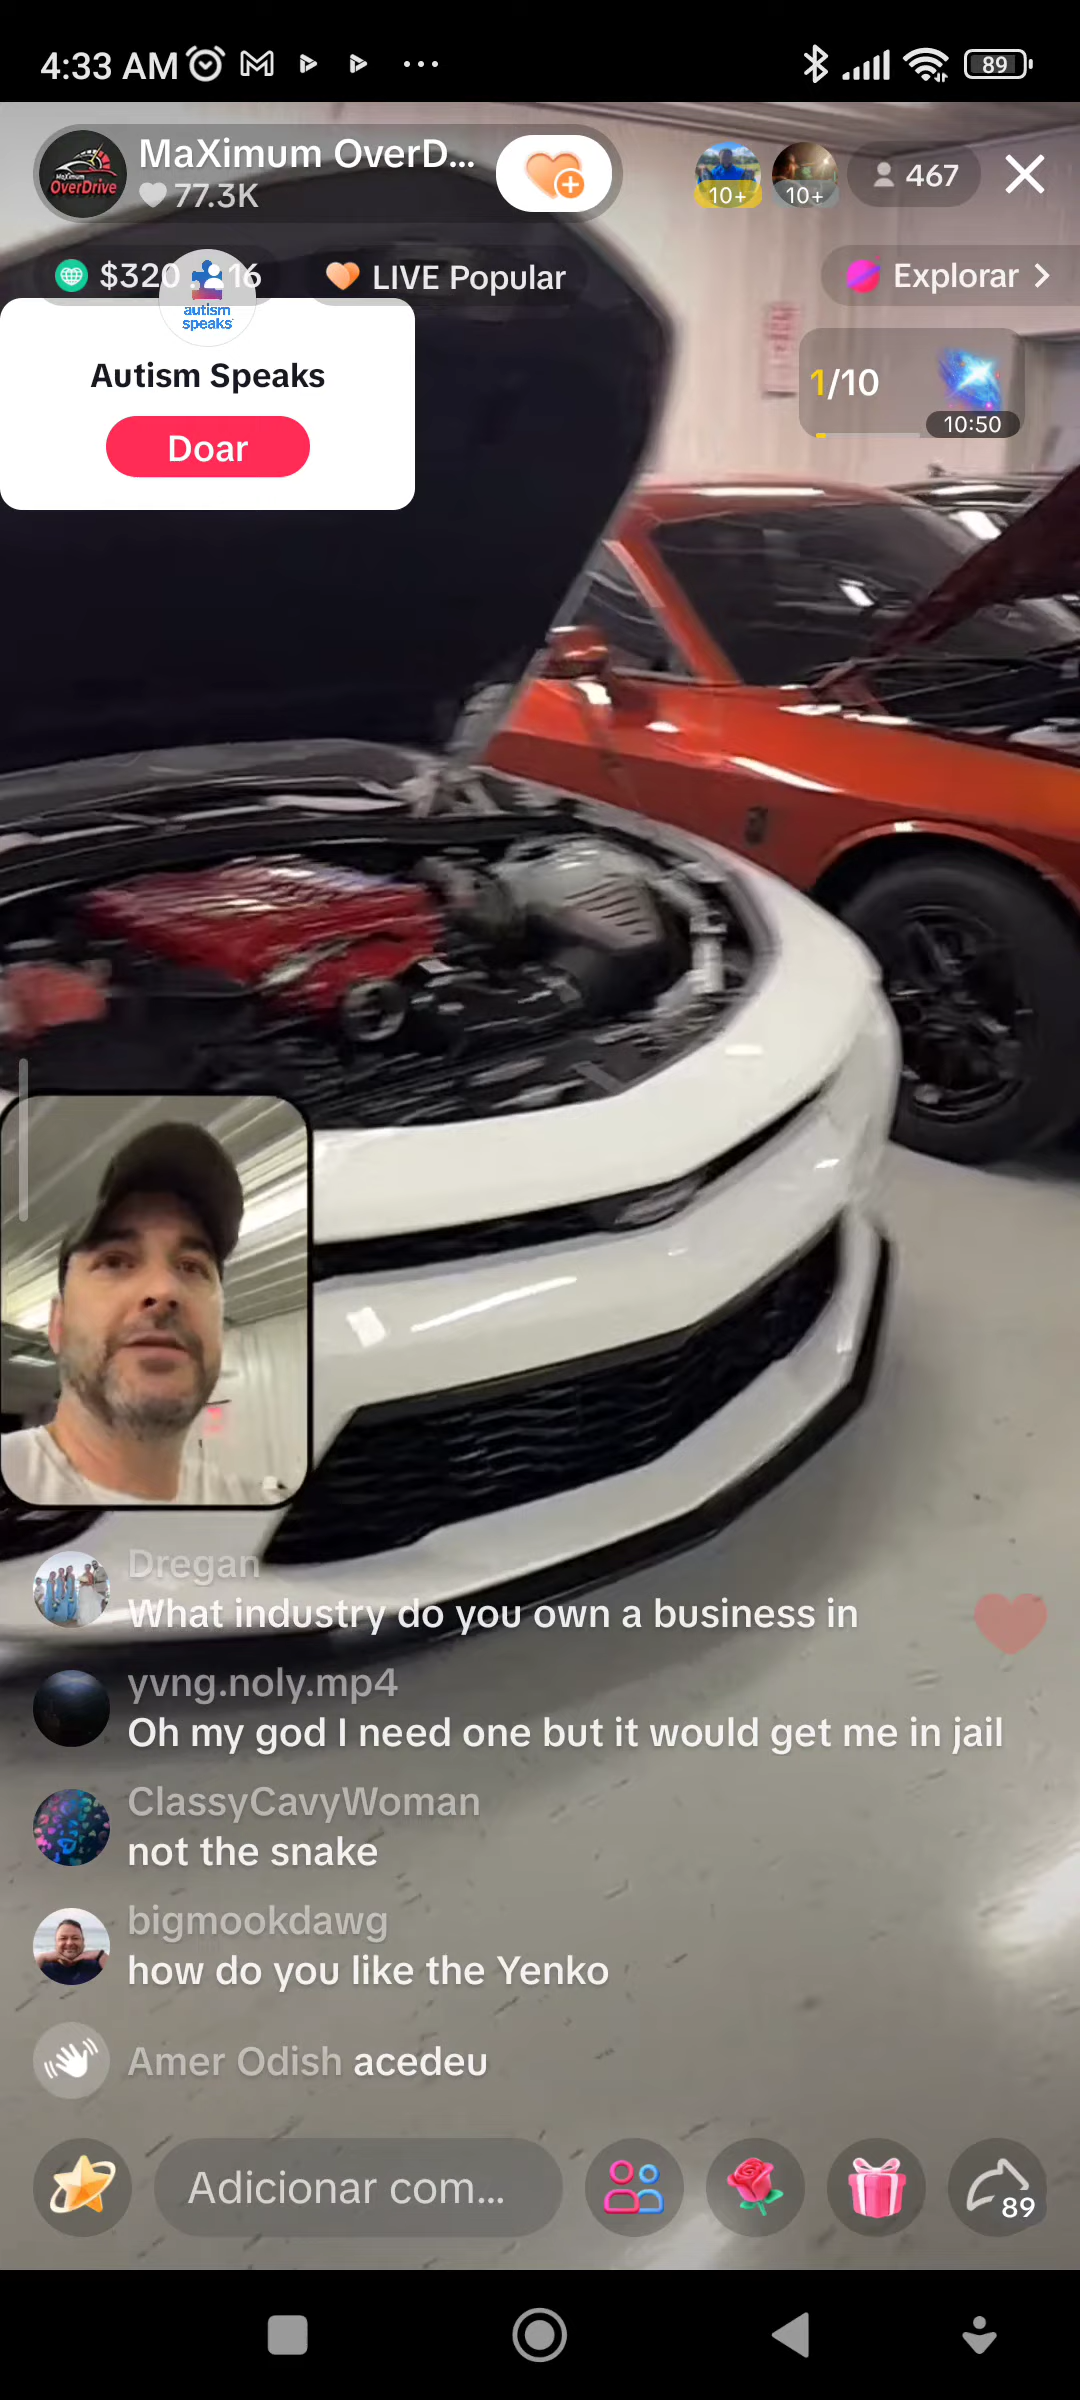 4:33 AM
89
MaXimum OverD...
77.3K
MaXimum
OverDrive
10+
10+
467
$320
16
LIVE Popular
Explorar
autism
speaks
Autism Speaks
Doar
1/10
10:50
Dregan
What industry do you own a business in
yvng.noly.mp4
Oh my god I need one but it would get me in jail
ClassyCavyWoman
not the snake
bigmookdawg
how do you like the Yenko
Amer Odish acedeu
Adicionar com...
89